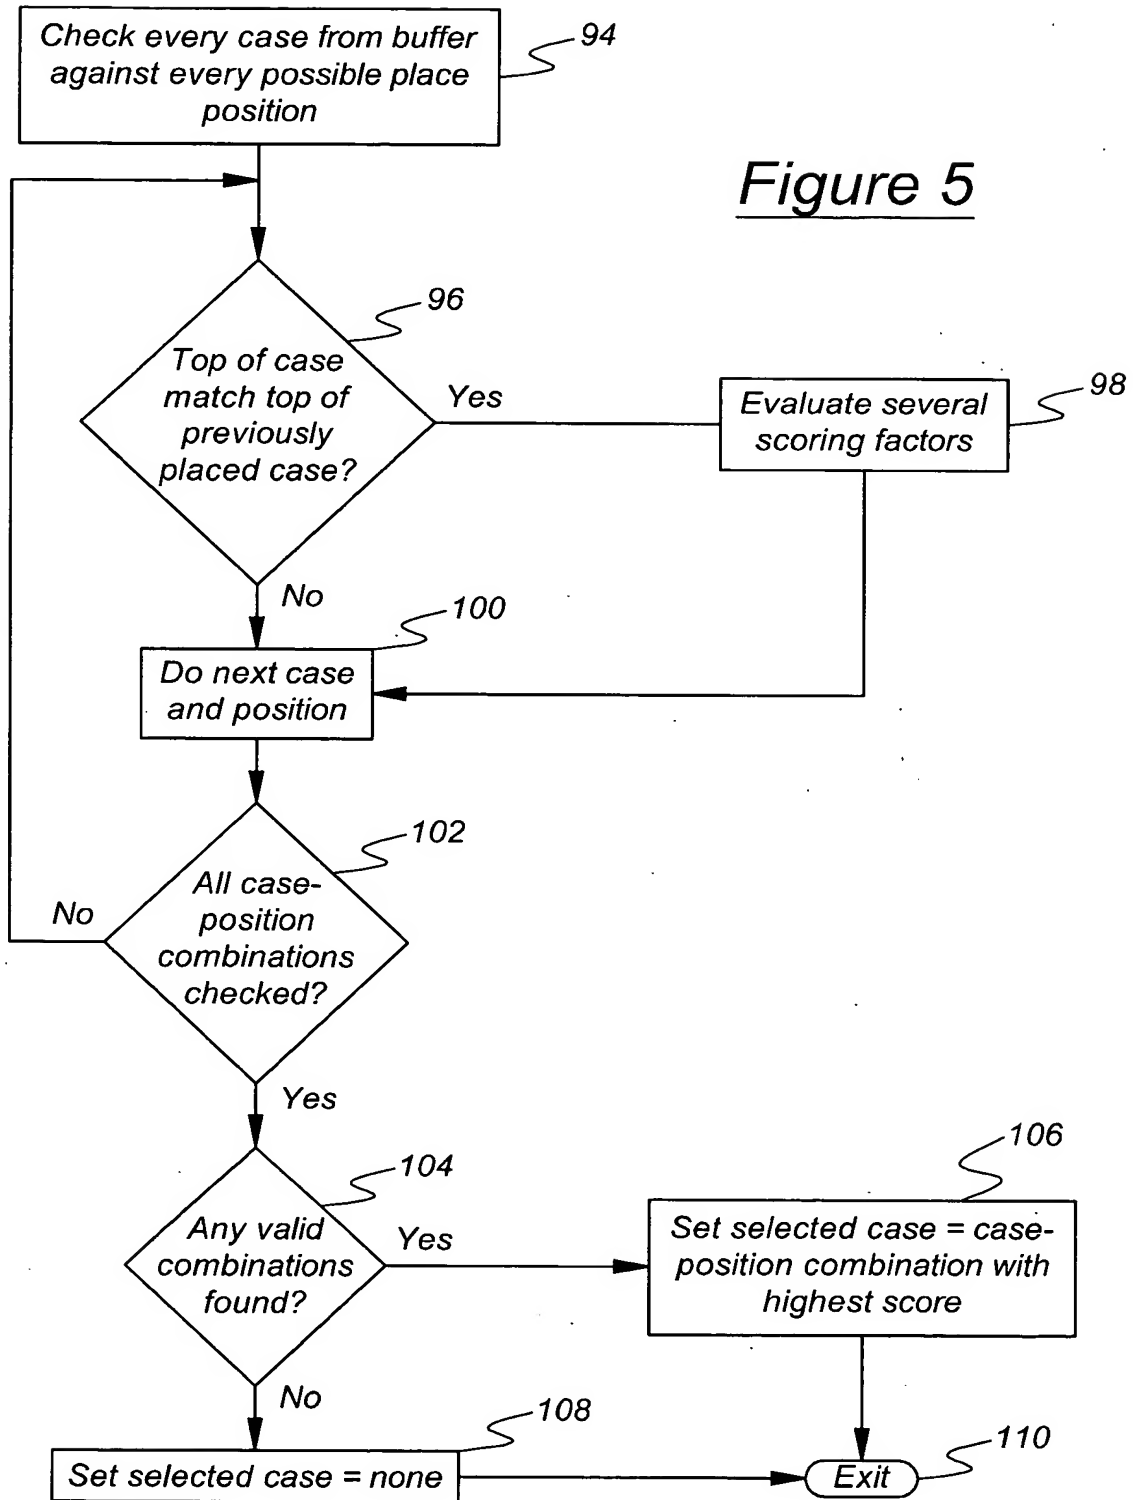 Check every case from buffer
against every possible place
position
94
Figure 5
96
Top of case
match top of
previously
placed case?
Yes
Evaluate several
scoring factors
98
No
100
Do next case
and position
102
All case-
position
combinations
checked?
No
Yes
104
Any valid
combinations
found?
Yes
106
Set selected case = case-
position combination with
highest score
No
108
Set selected case = none
Exit
110